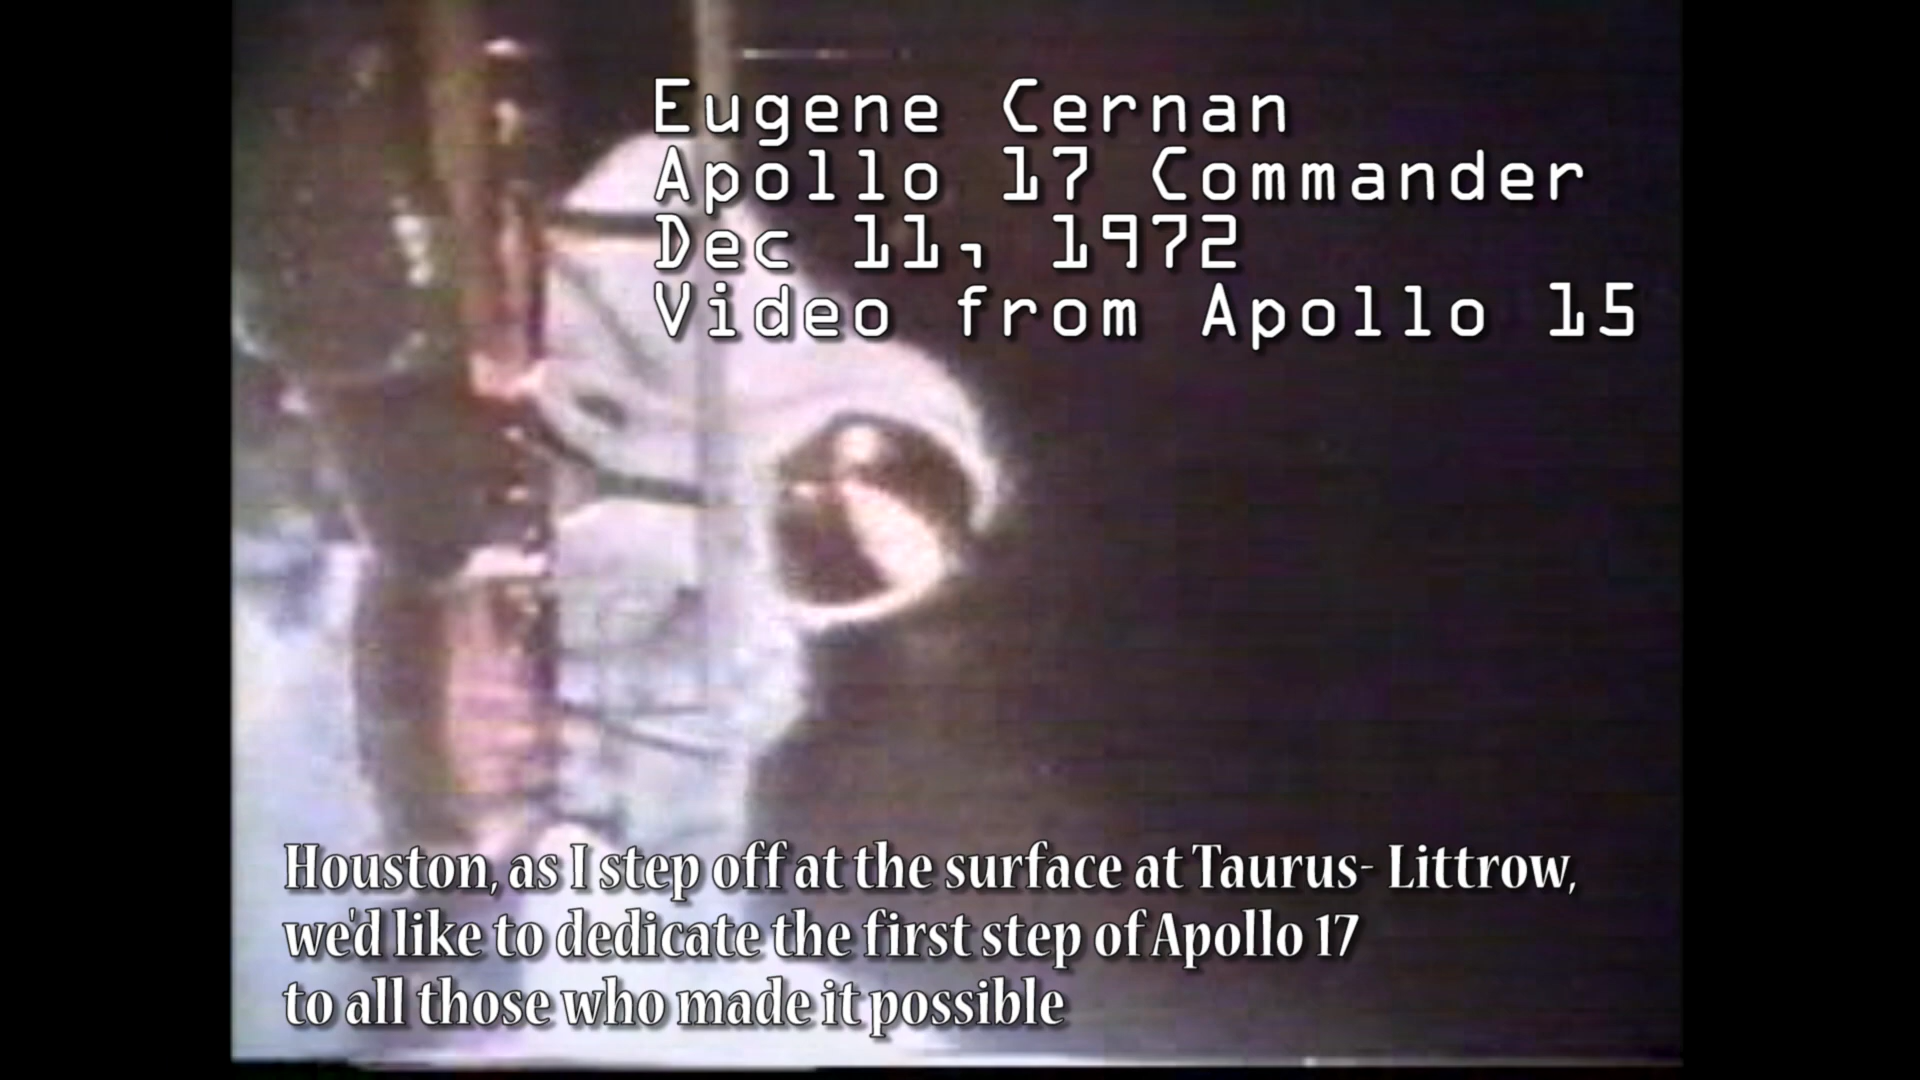 Eugene Cernan
Apollo 17 Commander
Dec 11, 1972
Video from Apollo 15
Houston, as I step off at the surface at Taurus- Littrow,
we'd like to dedicate the first step of Apollo 17
to all those who made it possible